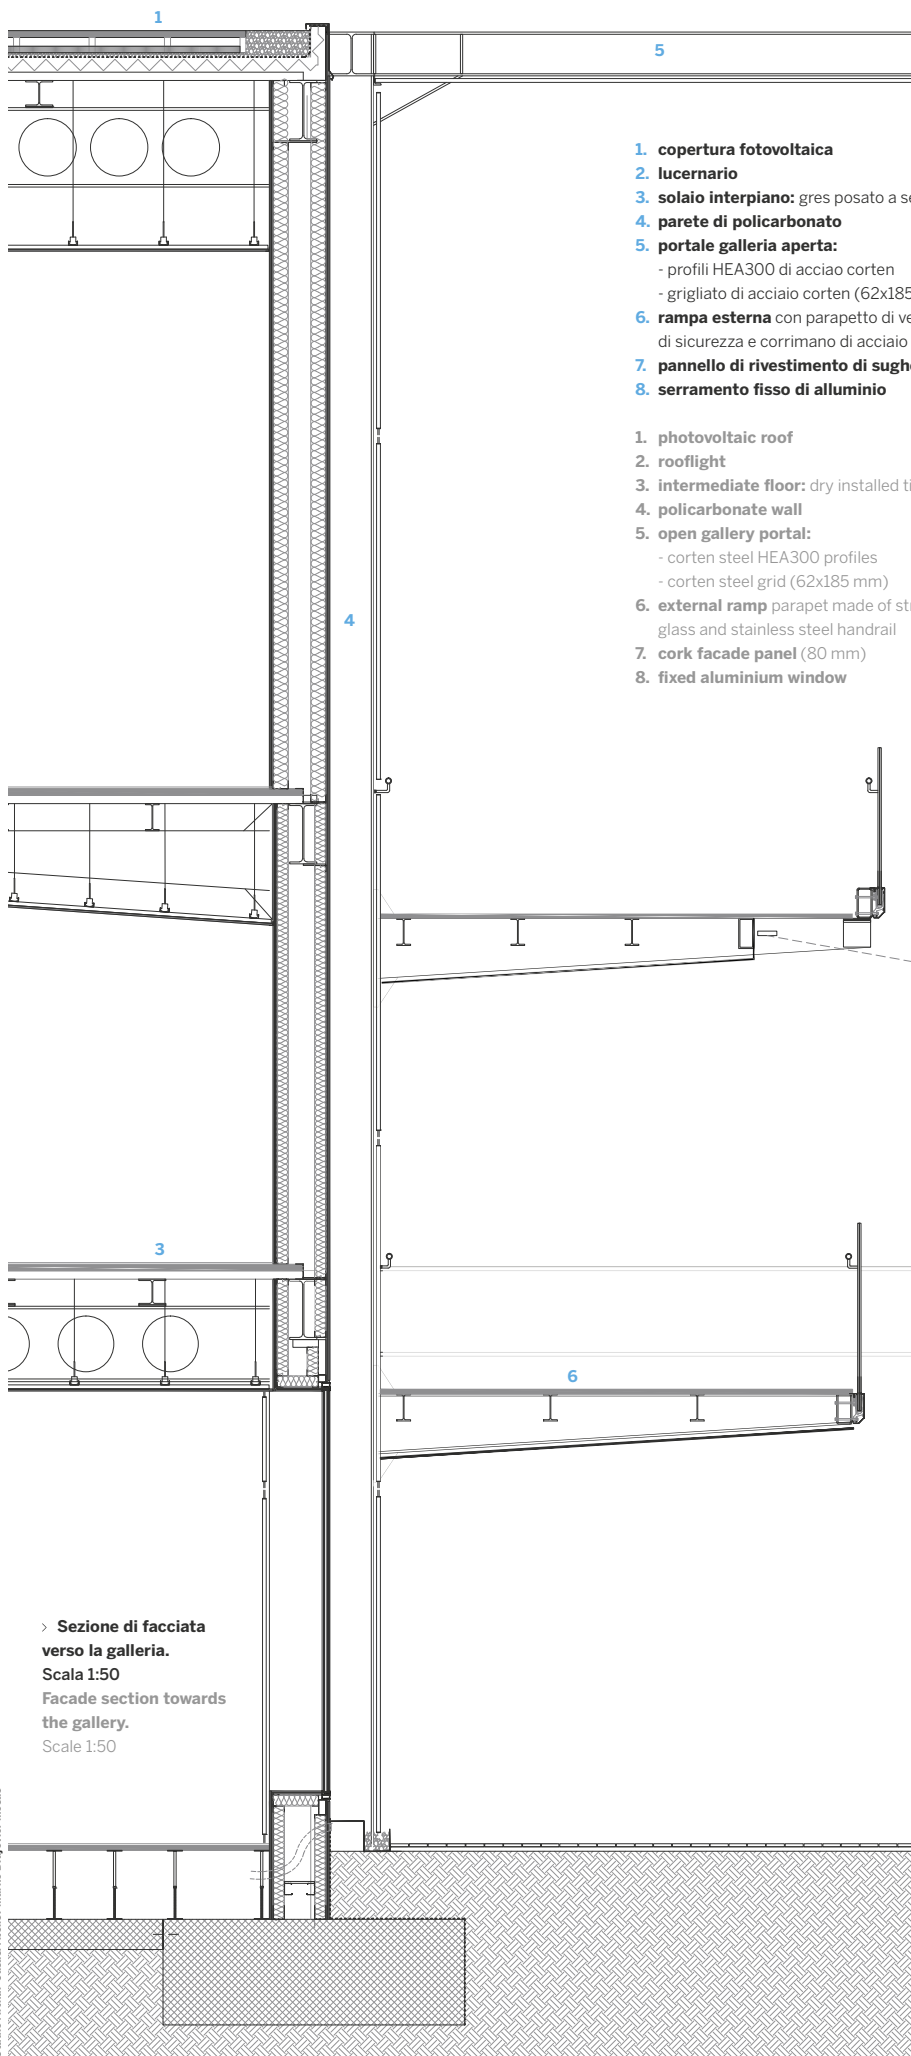 1
5
1. copertura fotovoltaica
2. lucernario
3. solaio interpiano: gres posato a se
4. parete di policarbonato
5. portale galleria aperta:
- profili HEA300 di acciao corten
- grigliato di acciaio corten (62x185
6. rampa esterna con parapetto di ve
di sicurezza e corrimano di acciaio
7. pannello di rivestimento di sughe
8. serramento fisso di alluminio
1. photovoltaic roof
2. rooflight
3. intermediate floor: dry installed ti
4. policarbonate wall
5. open gallery portal:
- corten steel HEA300 profiles
- corten steel grid (62x185 mm)
6. external ramp parapet made of str
glass and stainless steel handrail
7. cork facade panel (80 mm)
8. fixed aluminium window
4
3
6
> Sezione di facciata
verso la galleria.
Scala 1:50
Facade section towards
the gallery.
Scale 1:50